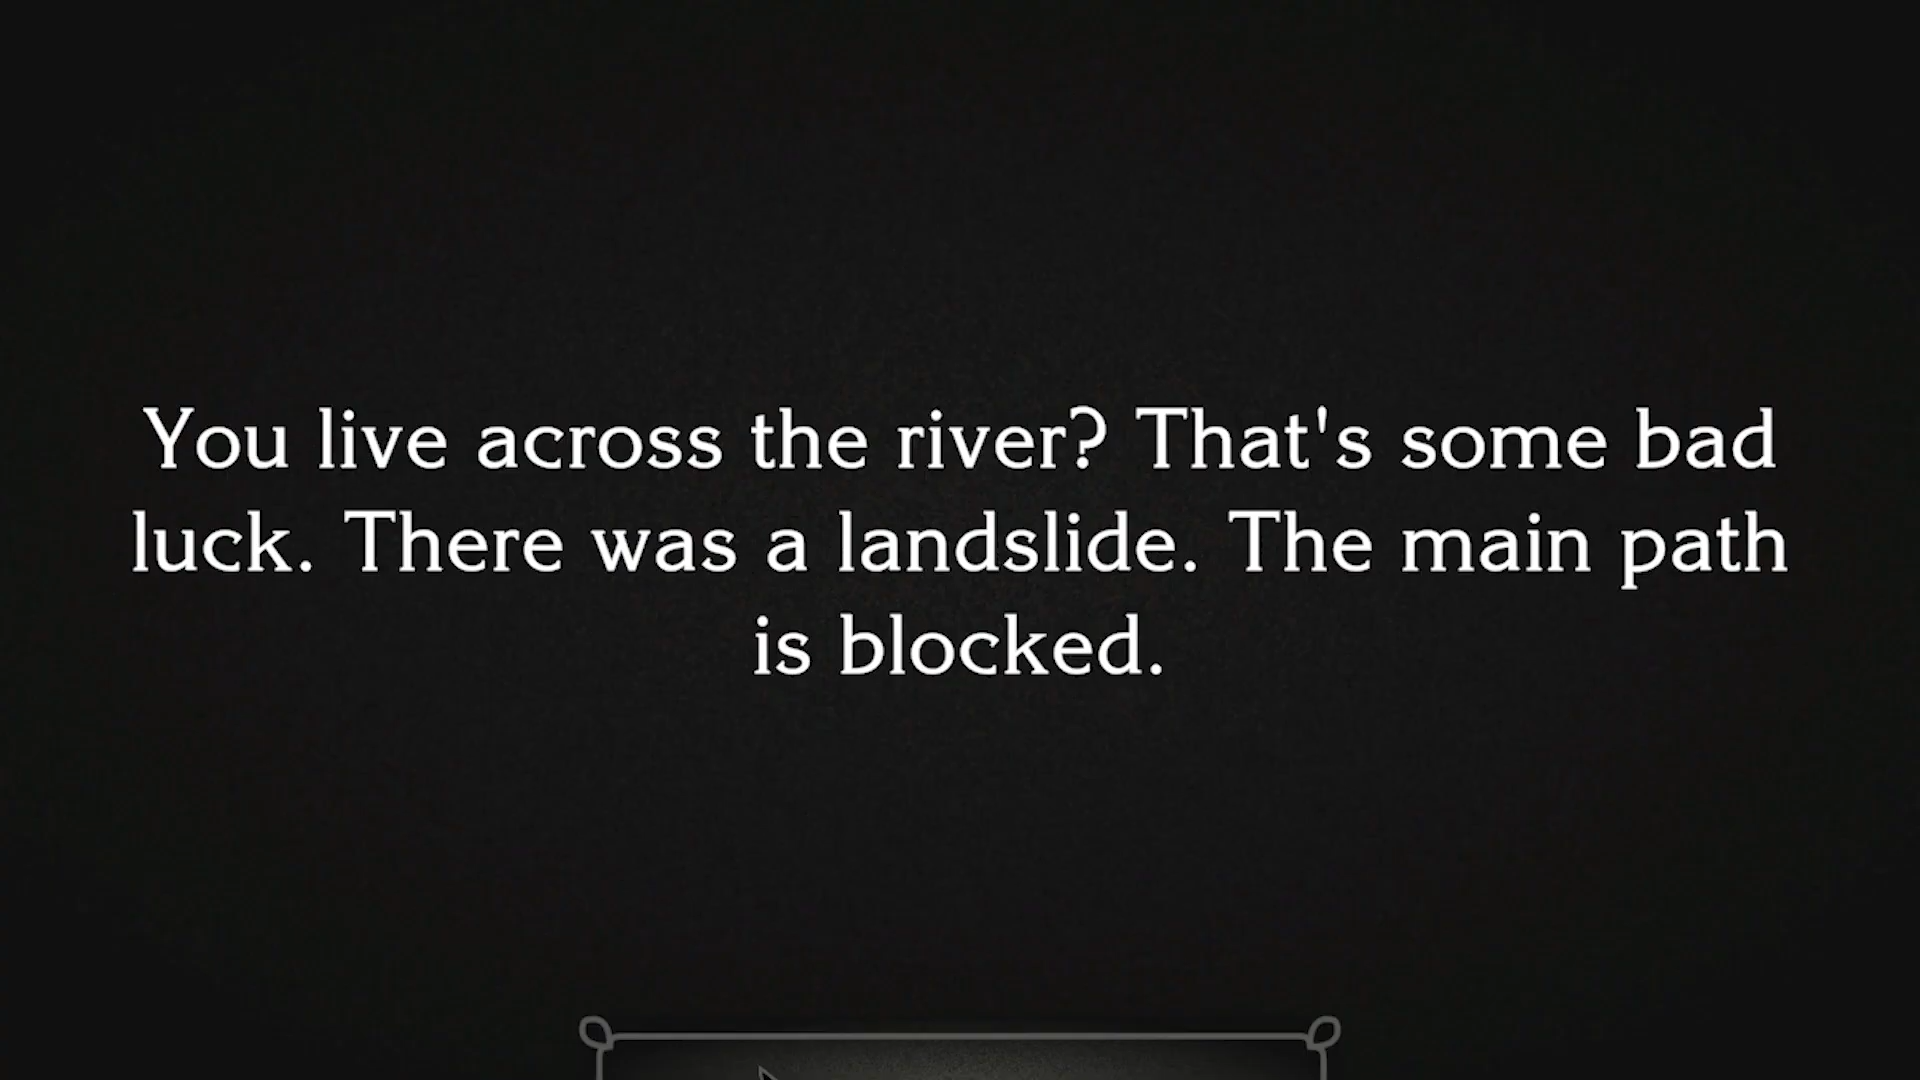 You live across the river? That's some bad
luck. There was a landslide. The main path
is blocked.